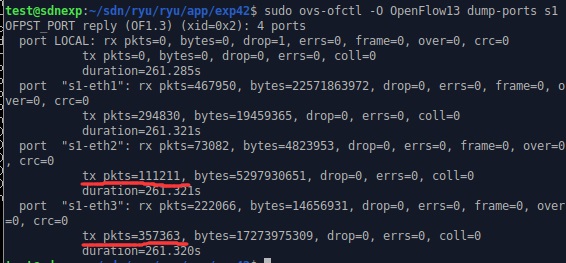 test@sdnexp:~/sdn/ryu/ryu/app/exp42$ sudo ovs-ofctl -O OpenFlow13 dump-ports s1
OFPST_PORT reply (OF1.3) (xid=0x2): 4 ports
port LOCAL: rx pkts=0, bytes=0, drop=1, errs=0, frame=0, over=0, crc=0
tx pkts=0, bytes=0, drop=0, errs=0, coll=0
duration=261.285s
port "s1-eth1": rx pkts=467950, bytes=22571863972, drop=0, errs=0, frame=0, o
ver=0, crc=0
tx pkts=294830, bytes=19459365, drop=0, errs=0, coll=0
duration=261.321s
port "s1-eth2": rx pkts=73082, bytes=4823953, drop=0, errs=0, frame=0, over=0
, crc=0
tx pkts=111211, bytes=5297930651, drop=0, errs=0, coll=0
duration=261.321s
port "s1-eth3": rx pkts=222066, bytes=14656931, drop=0, errs=0, frame=0, over
=0, crc=0
tx pkts=357363, bytes=17273975309, drop=0, errs=0, coll=0
duration=261.320s